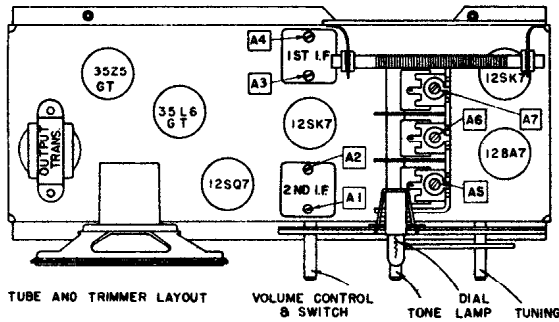 A4
1ST I.F
A3
35Z5
GT
35L6
GT
12SK7
12SK7
A7
A6
OUTPUT
TRANS.
12BA7
A2
12SQ7
2ND I.F
A1
A5
TUBE AND TRIMMER LAYOUT
VOLUME CONTROL
& SWITCH
TONE
DIAL
LAMP
TUNING